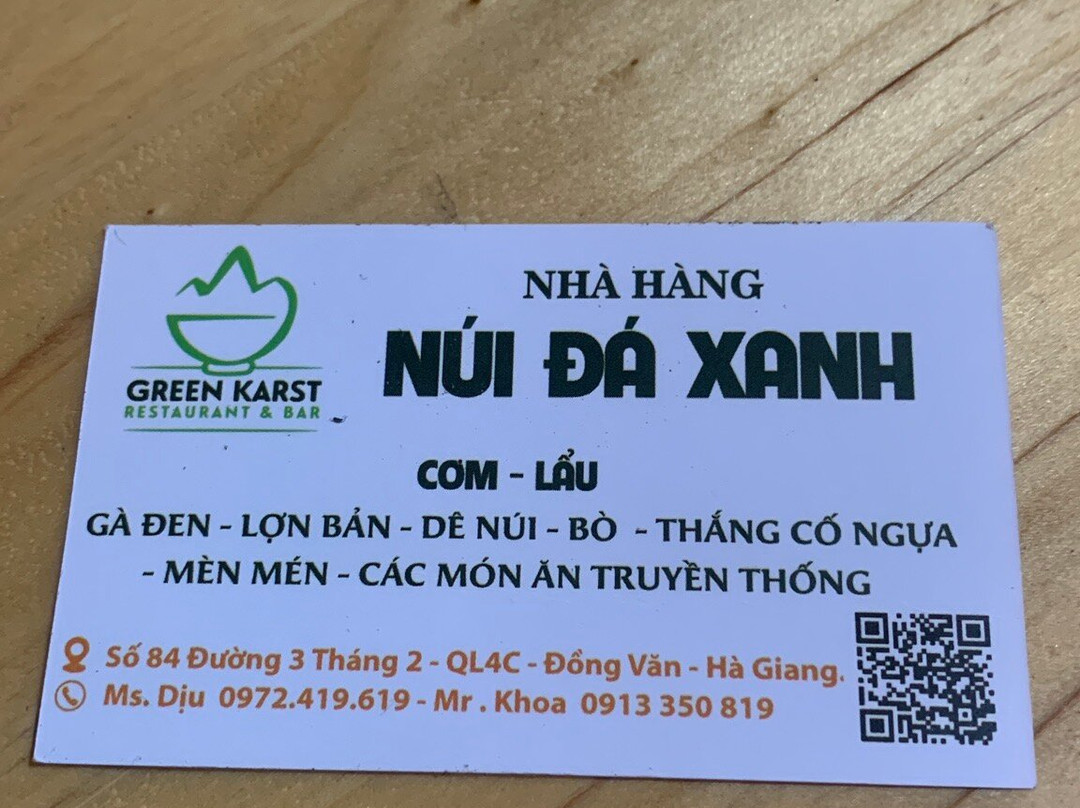 GREEN KARST
RESTAURANT & BAR
NHÀ HÀNG
NÚI ĐÁ XANH
CƠM - LẨU
GÀ ĐEN - LỢN BẢN - DÊ NÚI - BÒ - THẮNG CỐ NGỰA
- MÈN MÉN - CÁC MÓN ĂN TRUYỀN THỐNG
Số 84 Đường 3 Tháng 2 - QL4C - Đồng Văn - Hà Giang.
Ms. Dịu 0972.419.619 - Mr . Khoa 0913 350 819